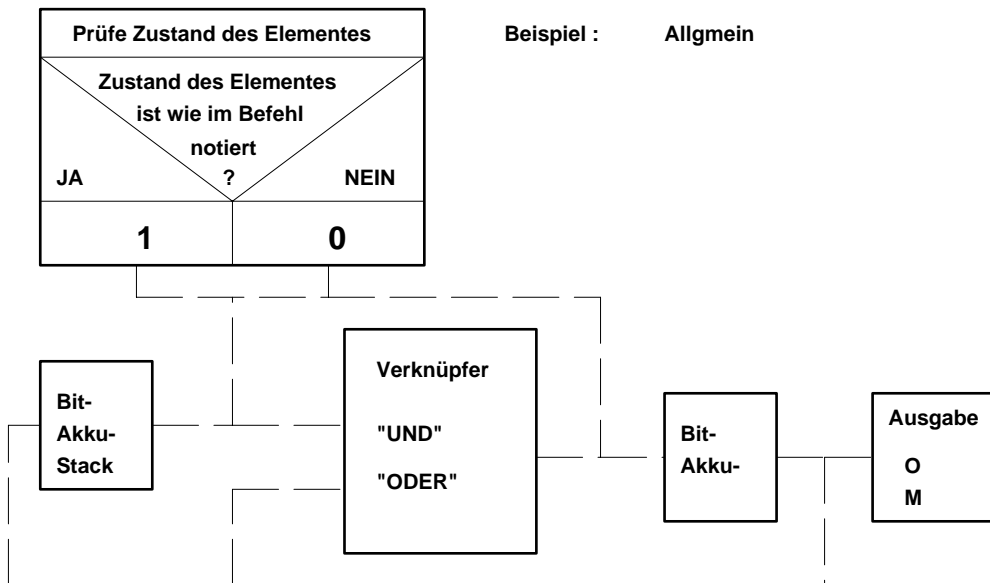 Prüfe Zustand des Elementes
Beispiel : Allgmein
Zustand des Elementes
ist wie im Befehl
notiert
JA ? NEIN
1 0
Bit-
Akku-
Stack
Verknüpfer
"UND"
"ODER"
Bit-
Akku-
Ausgabe
O
M